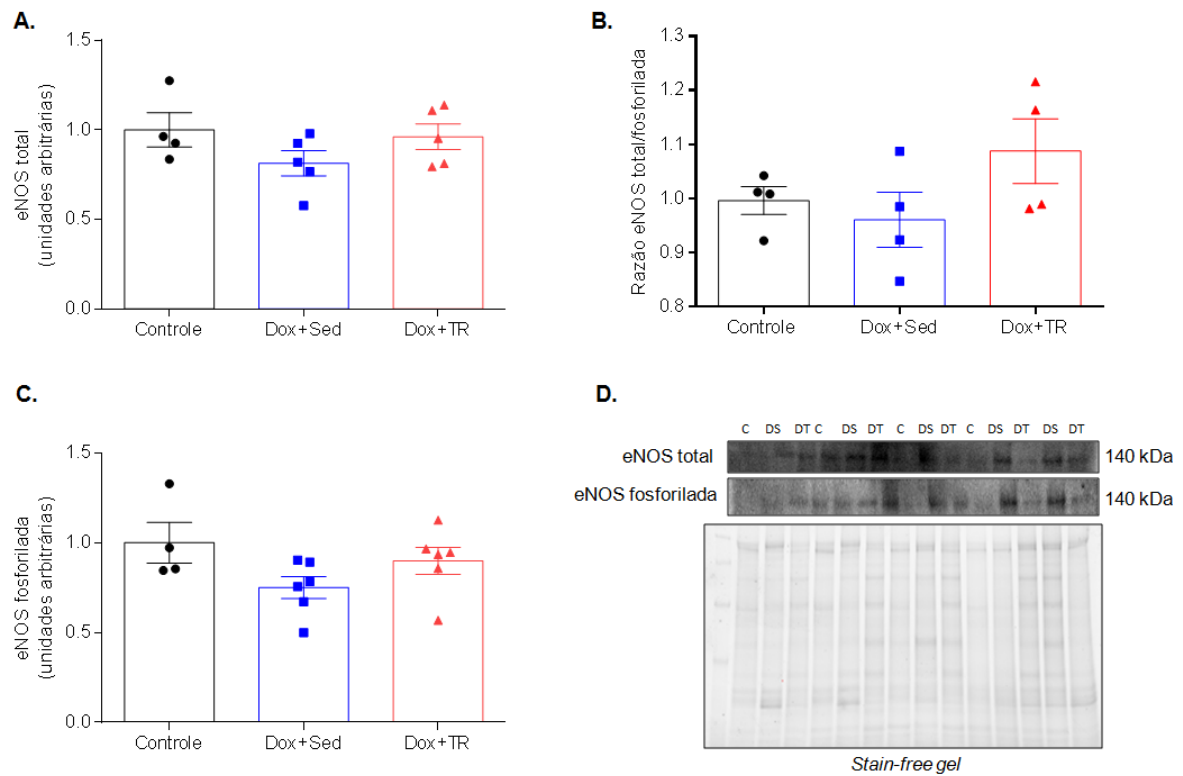 A.
eNOS total
(unidades arbitrárias)
1.5
1.0
0.5
0.0
Controle Dox+Sed Dox+TR
B.
Razão eNOS total/fosforilada
1.3
1.2
1.1
1.0
0.9
0.8
Controle Dox+Sed Dox+TR
C.
eNOS fosforilada
(unidades arbitrárias)
1.5
1.0
0.5
0.0
Controle Dox+Sed Dox+TR
D.
C DS DT C DS DT C DS DT C DS DT DS DT
eNOS total 140 kDa
eNOS fosforilada 140 kDa
Stain-free gel